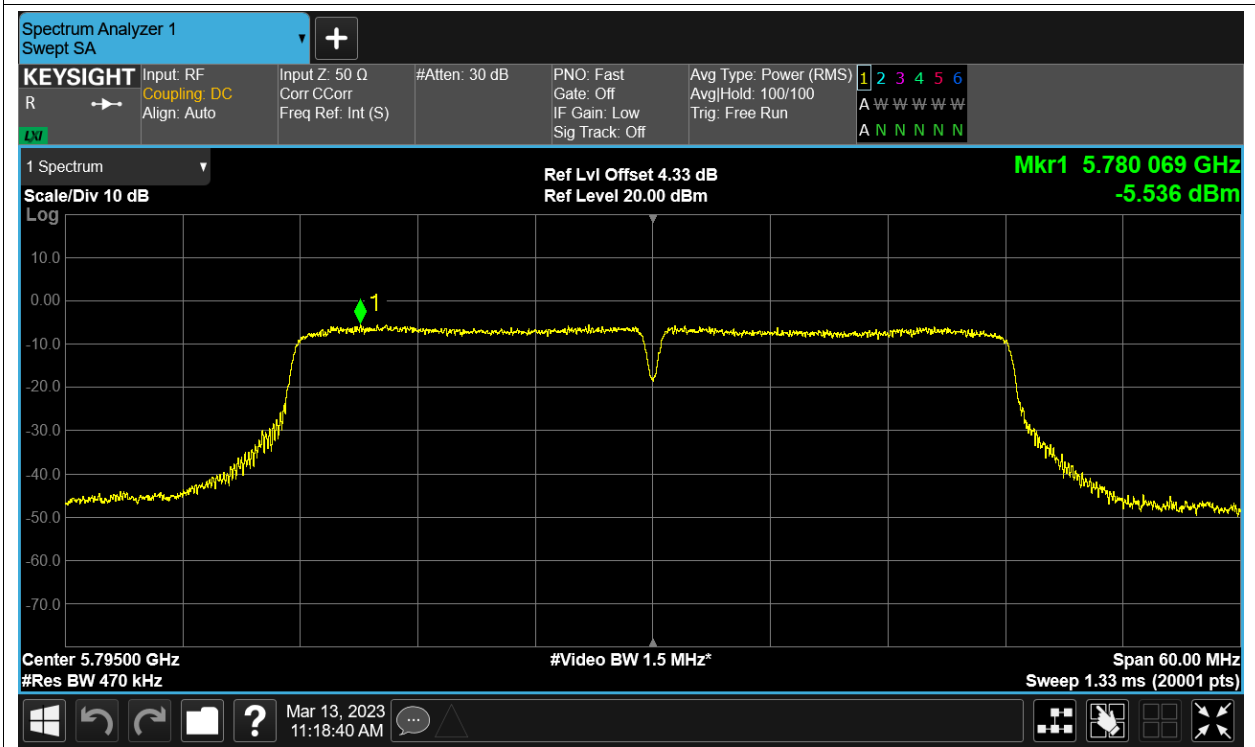 Spectrum Analyzer 1
Swept SA
KEYSIGHT
R
LXI
Input: RF
Coupling: DC
Align: Auto
Input Z: 50 Ω
Corr CCorr
Freq Ref: Int (S)
#Atten: 30 dB
PNO: Fast
Gate: Off
IF Gain: Low
Sig Track: Off
Avg Type: Power (RMS)
Avg|Hold: 100/100
Trig: Free Run
1 2 3 4 5 6
A W W W W W
A N N N N N
1 Spectrum
Scale/Div 10 dB
Log
Ref Lvl Offset 4.33 dB
Ref Level 20.00 dBm
Mkr1 5.780 069 GHz
-5.536 dBm
10.0
0.00
-10.0
-20.0
-30.0
-40.0
-50.0
-60.0
-70.0
1
Center 5.79500 GHz
#Res BW 470 kHz
#Video BW 1.5 MHz*
Span 60.00 MHz
Sweep 1.33 ms (20001 pts)
?
Mar 13, 2023
11:18:40 AM